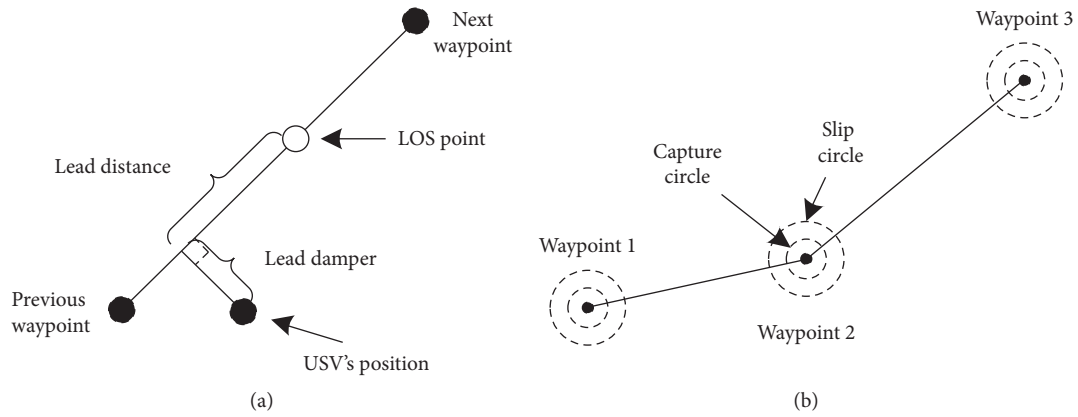 Next
waypoint
LOS point
Lead distance
Lead damper
Previous
waypoint
USV's position
(a)
Waypoint 3
Slip
circle
Capture
circle
Waypoint 1
Waypoint 2
(b)